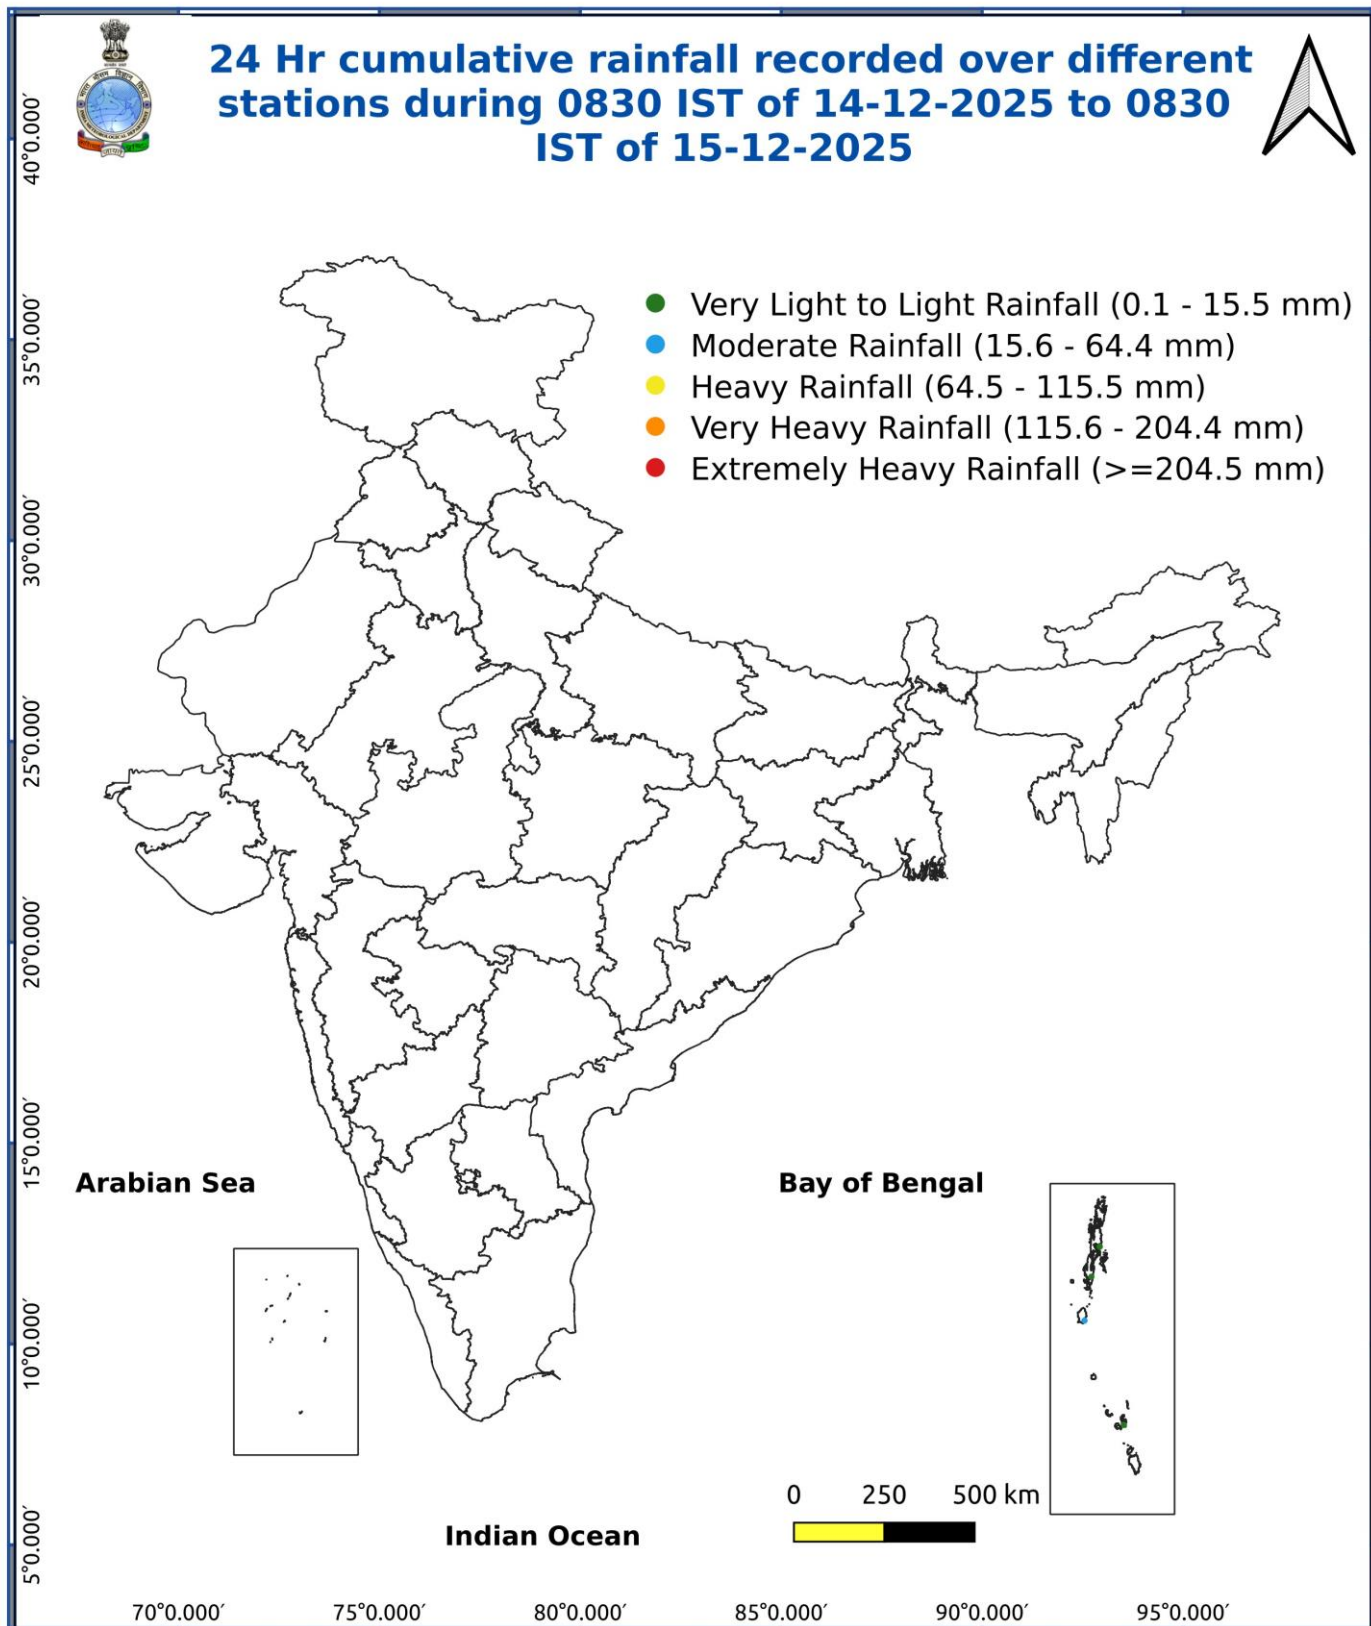 24 Hr cumulative rainfall recorded over different
stations during 0830 IST of 14-12-2025 to 0830
IST of 15-12-2025
Very Light to Light Rainfall (0.1 - 15.5 mm)
Moderate Rainfall (15.6 - 64.4 mm)
Heavy Rainfall (64.5 - 115.5 mm)
Very Heavy Rainfall (115.6 - 204.4 mm)
Extremely Heavy Rainfall (>=204.5 mm)
40°0.000′
35°0.000′
30°0.000′
25°0.000′
20°0.000′
15°0.000′
10°0.000′
5°0.000′
Arabian Sea
Bay of Bengal
Indian Ocean
0 250 500 km
70°0.000′ 75°0.000′ 80°0.000′ 85°0.000′ 90°0.000′ 95°0.000′